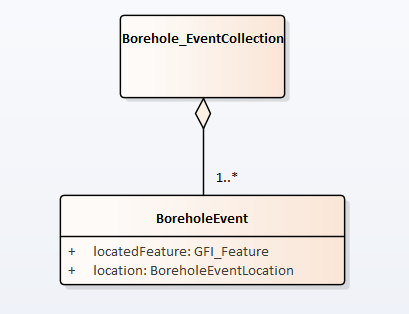 Borehole_EventCollection
1..*
BoreholeEvent
+ locatedFeature: GFI_Feature
+ location: BoreholeEventLocation